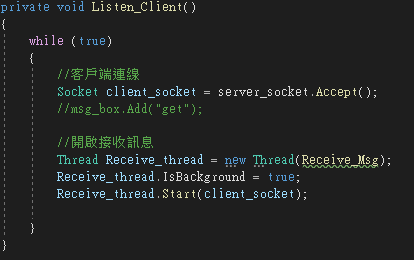 private void Listen_Client()
{
while (true)
{
//客戶端連線
Socket client_socket = server_socket.Accept();
//msg_box.Add("get");
//開啟接收訊息
Thread Receive_thread = new Thread(Receive_Msg);
Receive_thread.IsBackground = true;
Receive_thread.Start(client_socket);
}
}